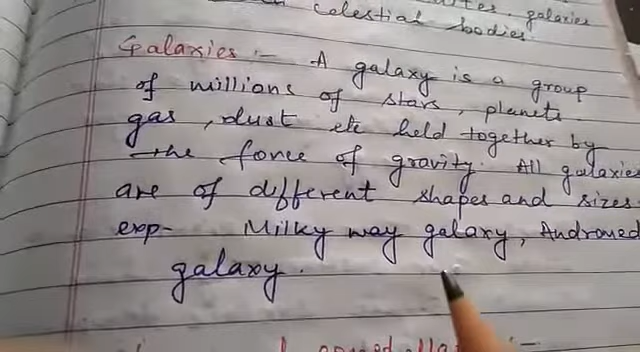 galaxies
celestial bodies
Galaxies :- A galaxy is a group
of millions of stars, planets
gas, dust etc held together by
the force of gravity. All galaxies
are of different shapes and sizes.
exp- Milky way galaxy, Andromed
galaxy.